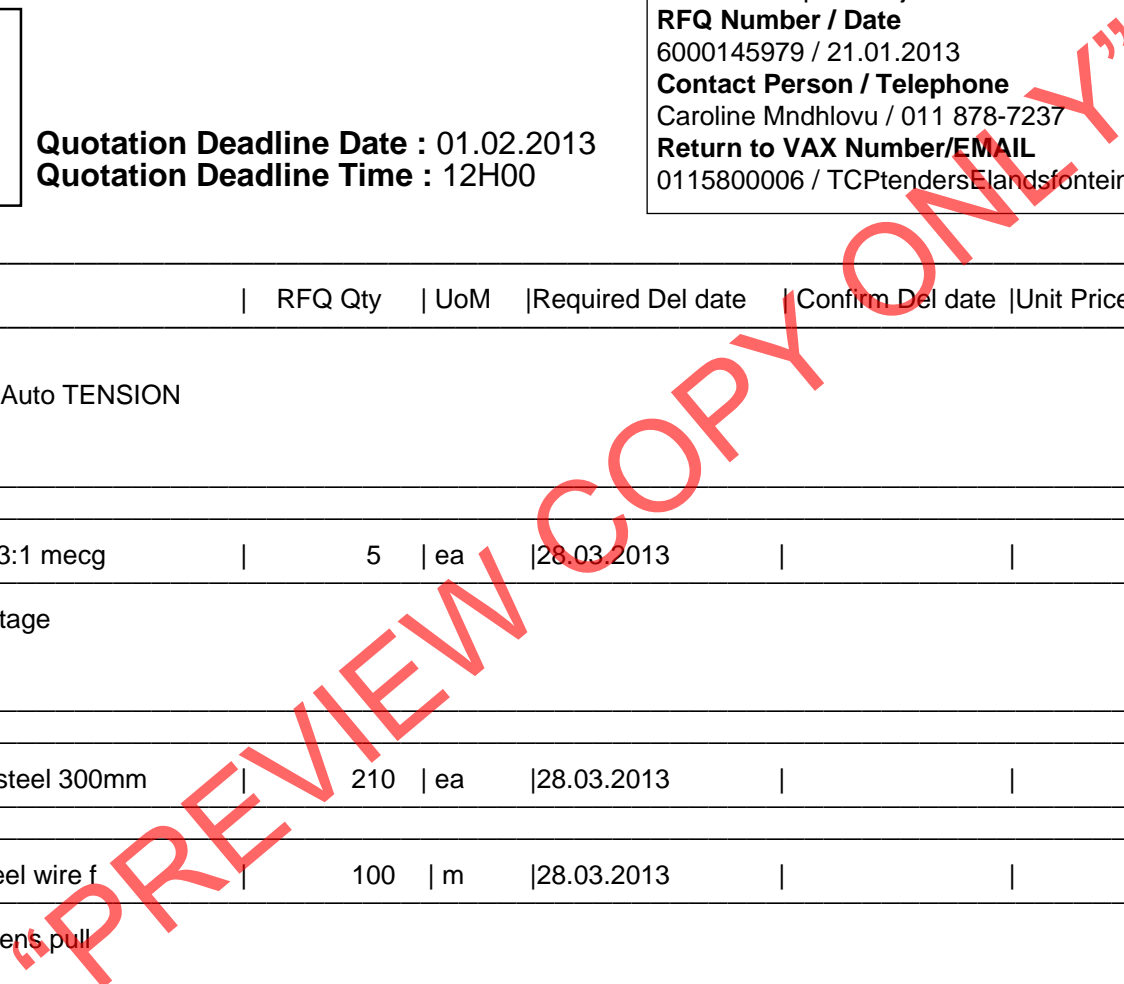 RFQ Number / Date
6000145979 / 21.01.2013
Contact Person / Telephone
Caroline Mndhlovu / 011 878-7237
Quotation Deadline Date : 01.02.2013
Return to VAX Number/EMAIL
Quotation Deadline Time : 12H00
0115800006 / TCPtendersElandsfontein
| RFQ Qty | UoM |Required Del date | Confirm Del date |Unit Price
Auto TENSION
3:1 mecg | 5 | ea |28.03.2013 | |
tage
steel 300mm | 210 | ea |28.03.2013 | |
eel wire f | 100 | m |28.03.2013 | |
ens pull
“PREVIEW COPY ONLY”